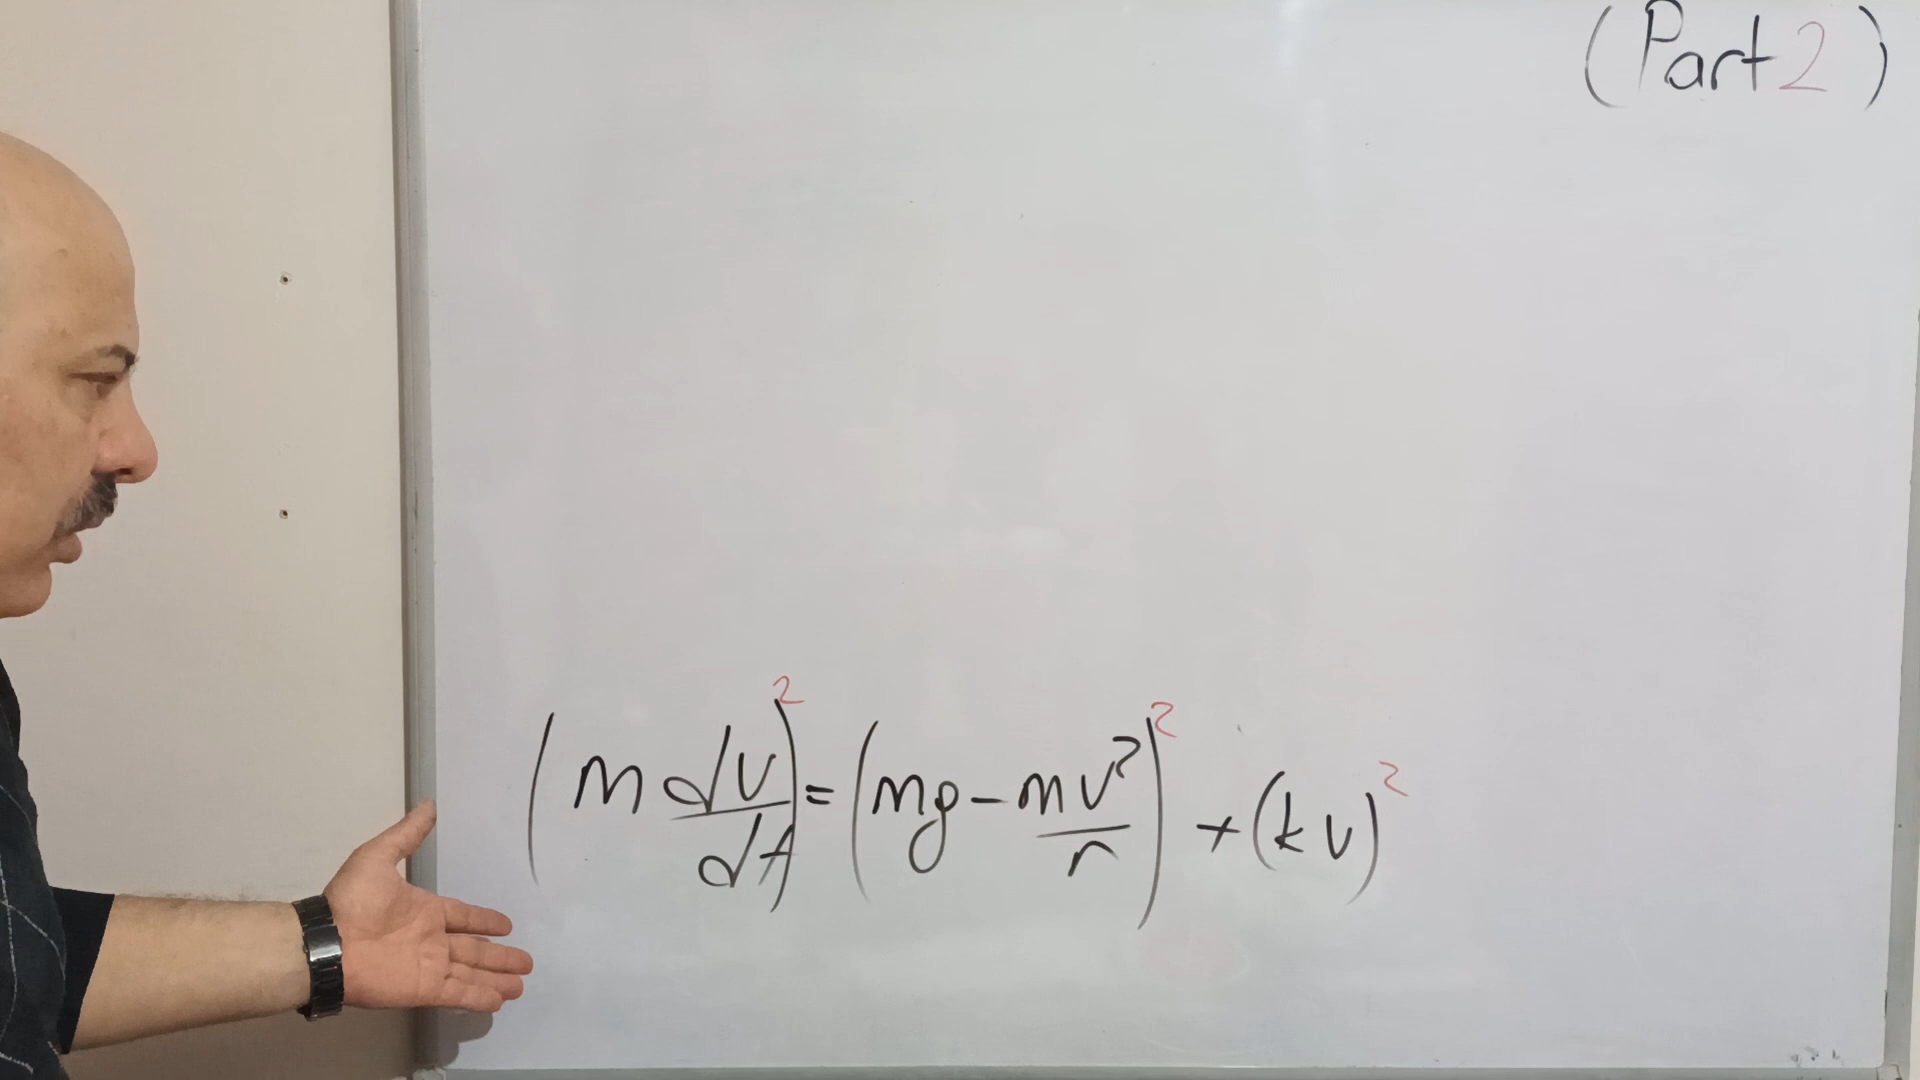 (Part 2)
(m dv/dt)² = (mg - mv²/r)² + (kv)²